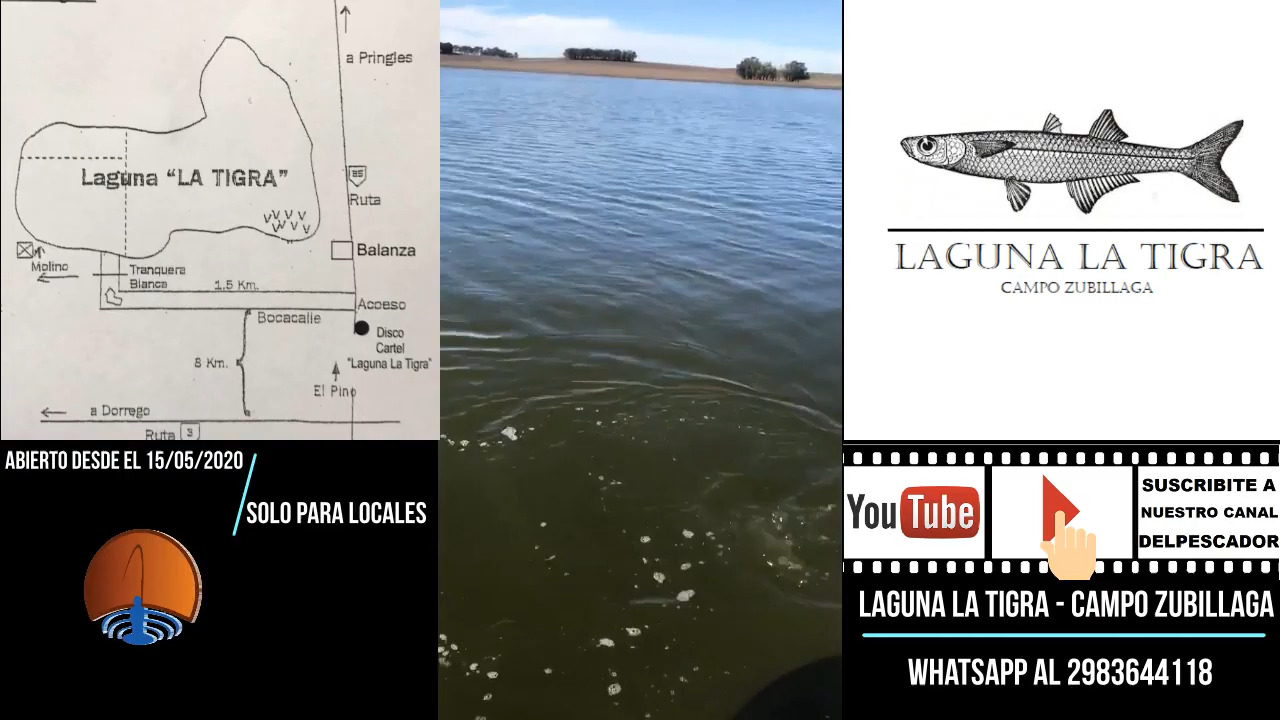 a Pringles
Laguna "LA TIGRA"
85
Ruta
Balanza
Molino
Tranquera
Blanca
1.5 Km.
Acceso
Bocacalle
Disco
Cartel
"Laguna La Tigra"
8 Km.
El Pino
a Dorrego
Ruta 3
ABIERTO DESDE EL 15/05/2020
SOLO PARA LOCALES
LAGUNA LA TIGRA
CAMPO ZUBILLAGA
YouTube
SUSCRIBITE A
NUESTRO CANAL
DELPESCADOR
LAGUNA LA TIGRA - CAMPO ZUBILLAGA
WHATSAPP AL 2983644118